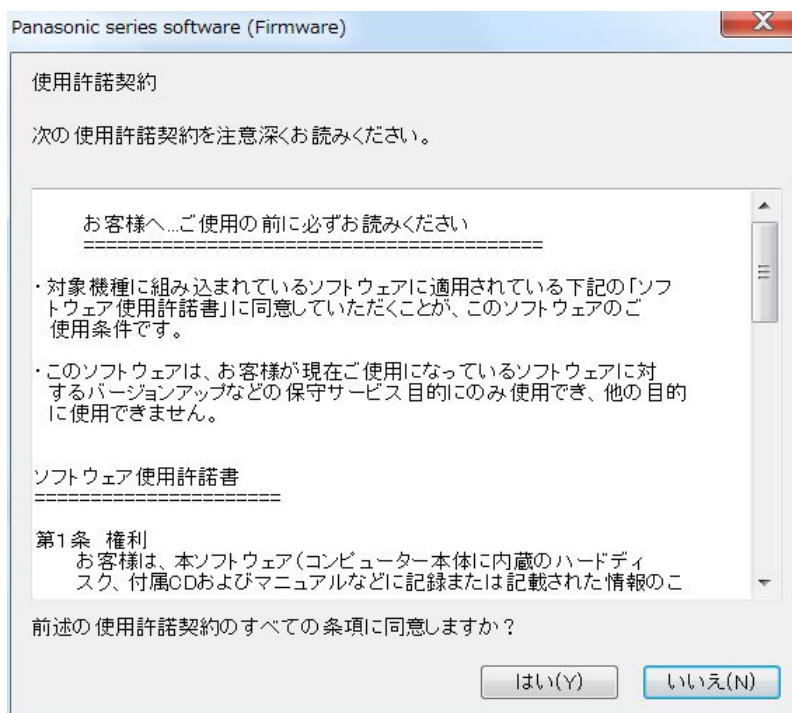 Panasonic series software (Firmware)
使用許諾契約
次の使用許諾契約を注意深くお読みください。
お客様へ...ご使用の前に必ずお読みください
=========================================
・対象機種に組み込まれているソフトウェアに適用されている下記の「ソフ
トウェア使用許諾書」に同意していただくことが、このソフトウェアのご
使用条件です。
・このソフトウェアは、お客様が現在ご使用になっているソフトウェアに対
するバージョンアップなどの保守サービス目的にのみ使用でき、他の目的
に使用できません。
ソフトウェア使用許諾書
======================
第1条 権利
お客様は、本ソフトウェア(コンピューター本体に内蔵のハードディ
スク、付属CDおよびマニュアルなどに記録または記載された情報のこ
前述の使用許諾契約のすべての条項に同意しますか？
はい(Y)
いいえ(N)